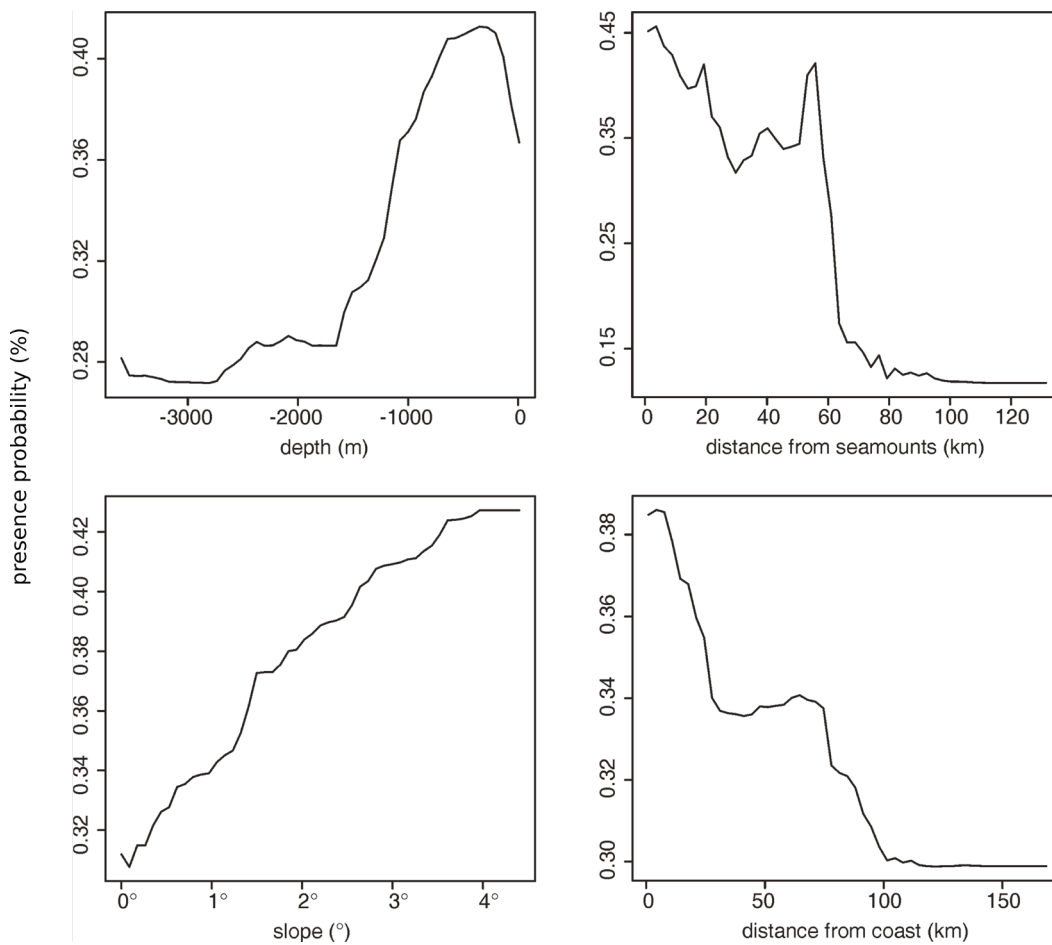 presence probability (%)
0.40
0.36
0.32
0.28
-3000 -2000 -1000 0
depth (m)
0.45
0.35
0.25
0.15
0 20 40 60 80 100 120
distance from seamounts (km)
0.42
0.40
0.38
0.36
0.34
0.32
0° 1° 2° 3° 4°
slope (°)
0.38
0.36
0.34
0.32
0.30
0 50 100 150
distance from coast (km)